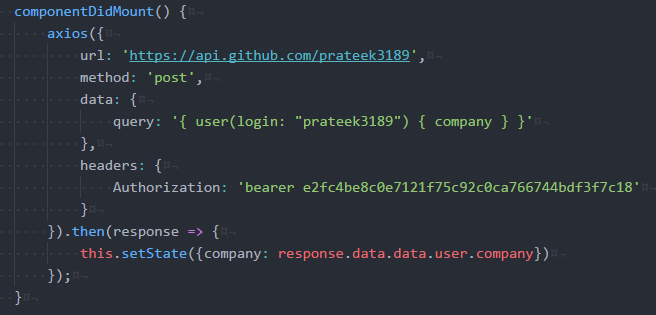 componentDidMount() {
axios({
url: 'https://api.github.com/prateek3189',
method: 'post',
data: {
query: '{ user(login: "prateek3189") { company } }'
},
headers: {
Authorization: 'bearer e2fc4be8c0e7121f75c92c0ca766744bdf3f7c18'
}
}).then(response => {
this.setState({company: response.data.data.user.company})
});
}